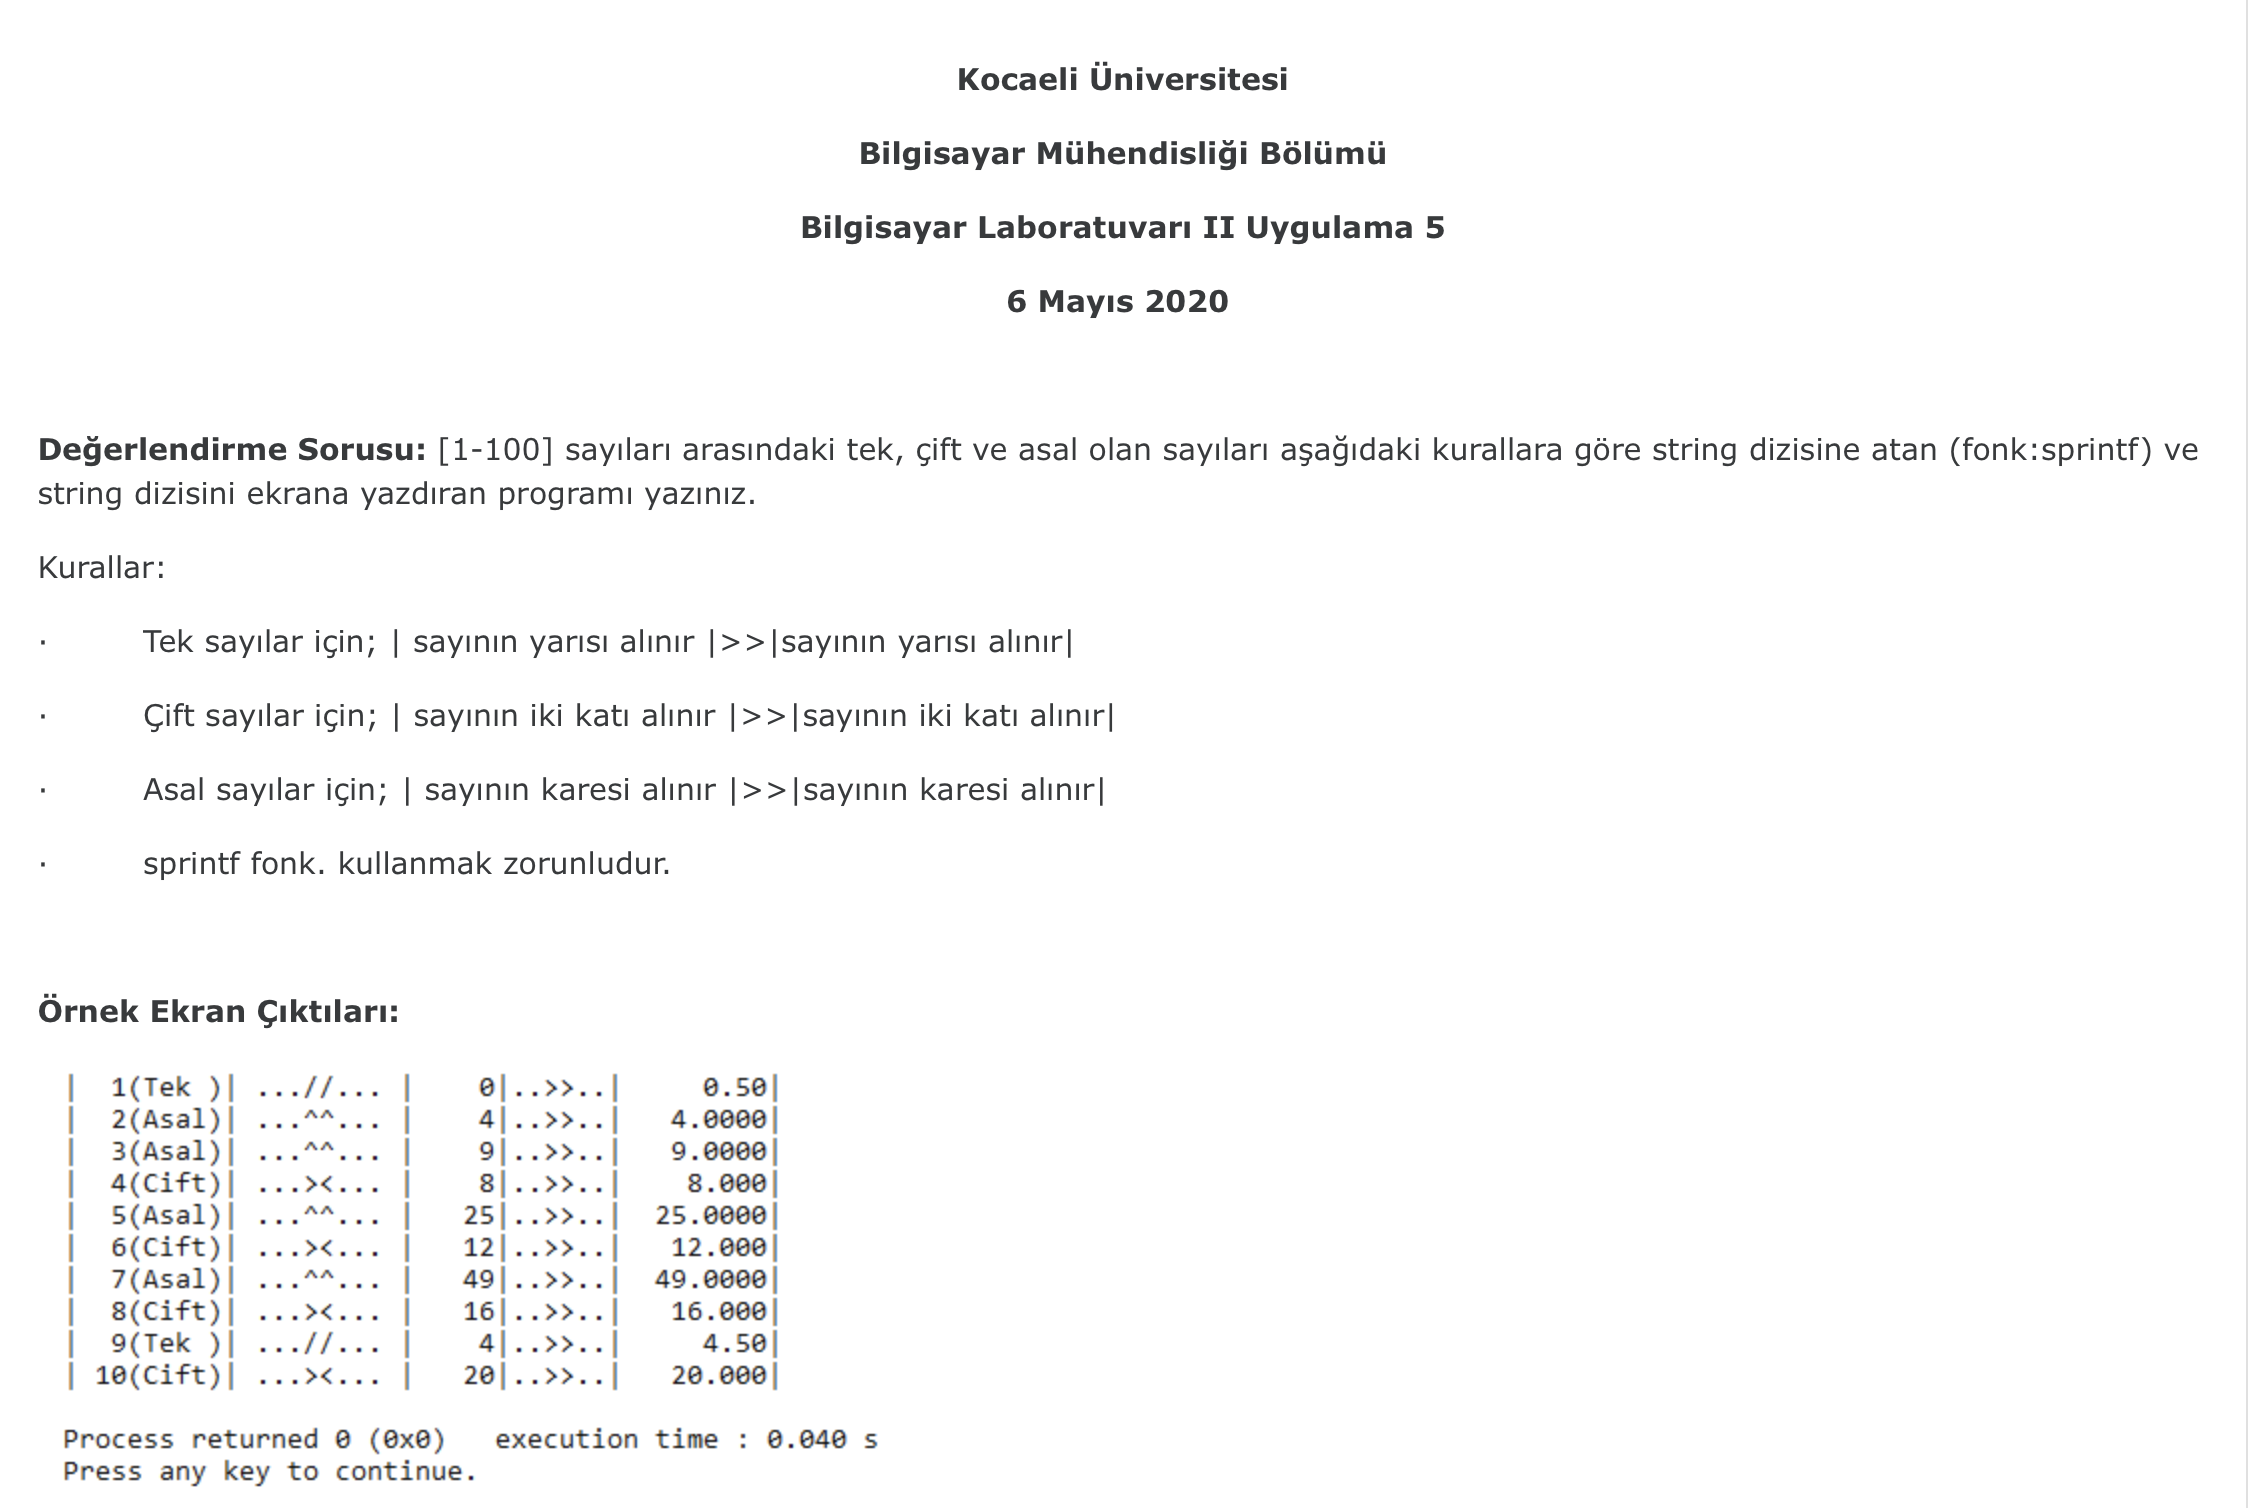 Kocaeli Üniversitesi
Bilgisayar Mühendisliği Bölümü
Bilgisayar Laboratuvarı II Uygulama 5
6 Mayıs 2020
Değerlendirme Sorusu: [1-100] sayıları arasındaki tek, çift ve asal olan sayıları aşağıdaki kurallara göre string dizisine atan (fonk:sprintf) ve
string dizisini ekrana yazdıran programı yazınız.
Kurallar:
· Tek sayılar için; | sayının yarısı alınır |>>|sayının yarısı alınır|
· Çift sayılar için; | sayının iki katı alınır |>>|sayının iki katı alınır|
· Asal sayılar için; | sayının karesi alınır |>>|sayının karesi alınır|
· sprintf fonk. kullanmak zorunludur.
Örnek Ekran Çıktıları:
|  1(Tek )| ...//... |    0|..>>..|     0.50|
|  2(Asal)| ...^^... |    4|..>>..|   4.0000|
|  3(Asal)| ...^^... |    9|..>>..|   9.0000|
|  4(Cift)| ...><... |    8|..>>..|    8.000|
|  5(Asal)| ...^^... |   25|..>>..|  25.0000|
|  6(Cift)| ...><... |   12|..>>..|   12.000|
|  7(Asal)| ...^^... |   49|..>>..|  49.0000|
|  8(Cift)| ...><... |   16|..>>..|   16.000|
|  9(Tek )| ...//... |    4|..>>..|     4.50|
| 10(Cift)| ...><... |   20|..>>..|   20.000|
Process returned 0 (0x0)   execution time : 0.040 s
Press any key to continue.